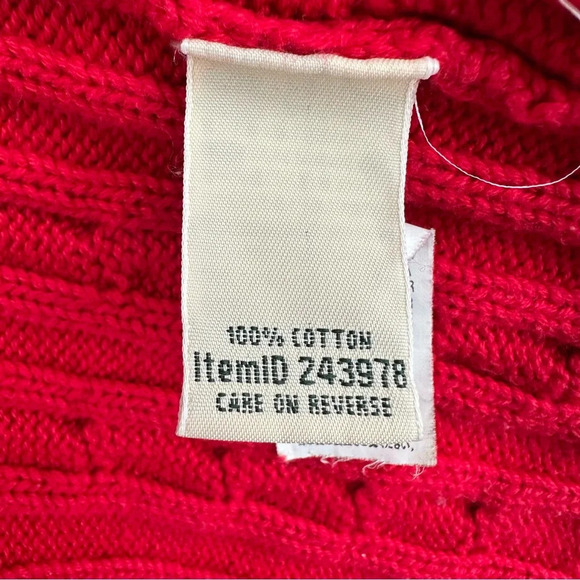 100% COTTON
ItemID 243978
CARE ON REVERSE